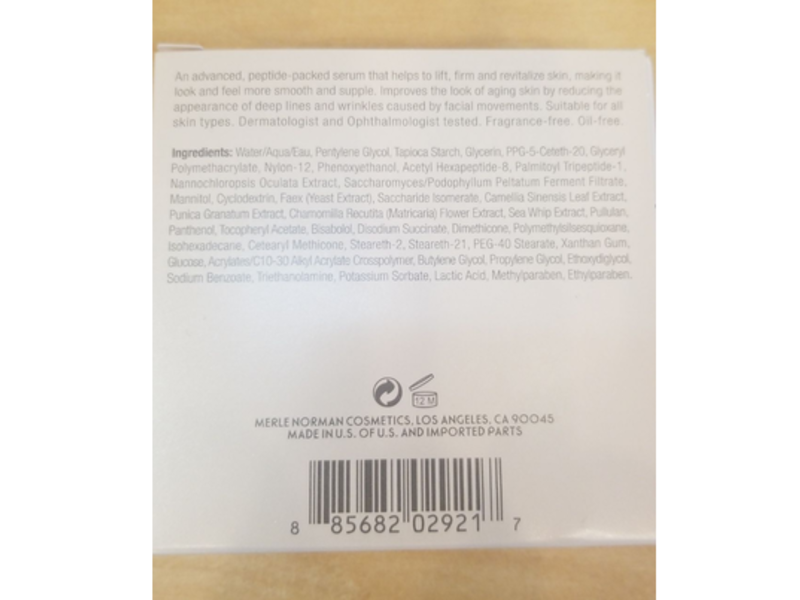 An advanced, peptide-packed serum that helps to lift, firm and revitalize skin, making it
look and feel more smooth and supple. Improves the look of aging skin by reducing the
appearance of deep lines and wrinkles caused by facial movements. Suitable for all
skin types. Dermatologist and Ophthalmologist tested. Fragrance-free. Oil-free.
Ingredients: Water/Aqua/Eau, Pentylene Glycol, Tapioca Starch, Glycerin, PPG-5-Ceteth-20, Glyceryl
Polymethacrylate, Nylon-12, Phenoxyethanol, Acetyl Hexapeptide-8, Palmitoyl Tripeptide-1,
Nannochloropsis Oculata Extract, Saccharomyces/Podophyllum Peltatum Ferment Filtrate,
Mannitol, Cyclodextrin, Faex (Yeast Extract), Saccharide Isomerate, Camellia Sinensis Leaf Extract,
Punica Granatum Extract, Chamomilla Recutita (Matricaria) Flower Extract, Sea Whip Extract, Pullulan,
Panthenol, Tocopheryl Acetate, Bisabolol, Disodium Succinate, Dimethicone, Polymethylsilsesquioxane,
Isohexadecane, Cetearyl Methicone, Steareth-2, Steareth-21, PEG-40 Stearate, Xanthan Gum,
Glucose, Acrylates/C10-30 Alkyl Acrylate Crosspolymer, Butylene Glycol, Propylene Glycol, Ethoxydiglycol,
Sodium Benzoate, Triethanolamine, Potassium Sorbate, Lactic Acid, Methylparaben, Ethylparaben.
12 M
MERLE NORMAN COSMETICS, LOS ANGELES, CA 90045
MADE IN U.S. OF U.S. AND IMPORTED PARTS
8 85682 02921 7